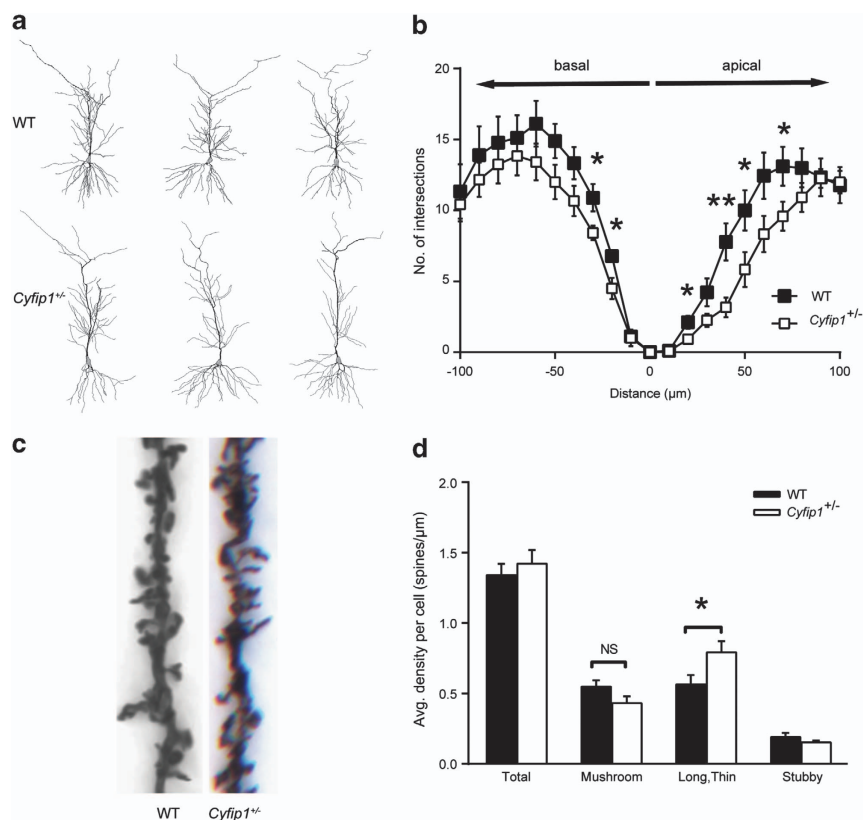 a
WT
Cyfip1+/-
b
basal
apical
20
15
10
5
0
No. of intersections
*
*
*
**
*
*
WT
Cyfip1+/-
-100
-50
0
50
100
Distance (µm)
c
WT
Cyfip1+/-
d
WT
Cyfip1+/-
2.0
1.5
1.0
0.5
0.0
Avg. density per cell (spines/µm)
NS
*
Total
Mushroom
Long,Thin
Stubby